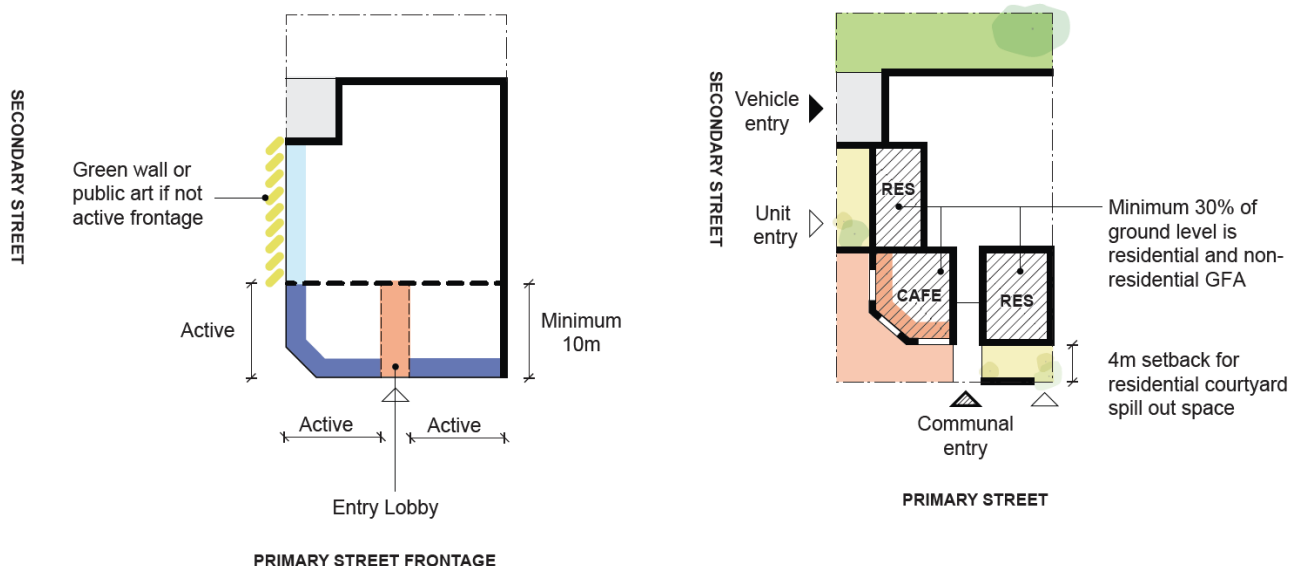 SECONDARY STREET
Green wall or
public art if not
active frontage
Active
Minimum
10m
Active
Active
Entry Lobby
PRIMARY STREET FRONTAGE
SECONDARY STREET
Vehicle
entry
Unit
entry
RES
CAFE
RES
Minimum 30% of
ground level is
residential and non-
residential GFA
4m setback for
residential courtyard
spill out space
Communal
entry
PRIMARY STREET